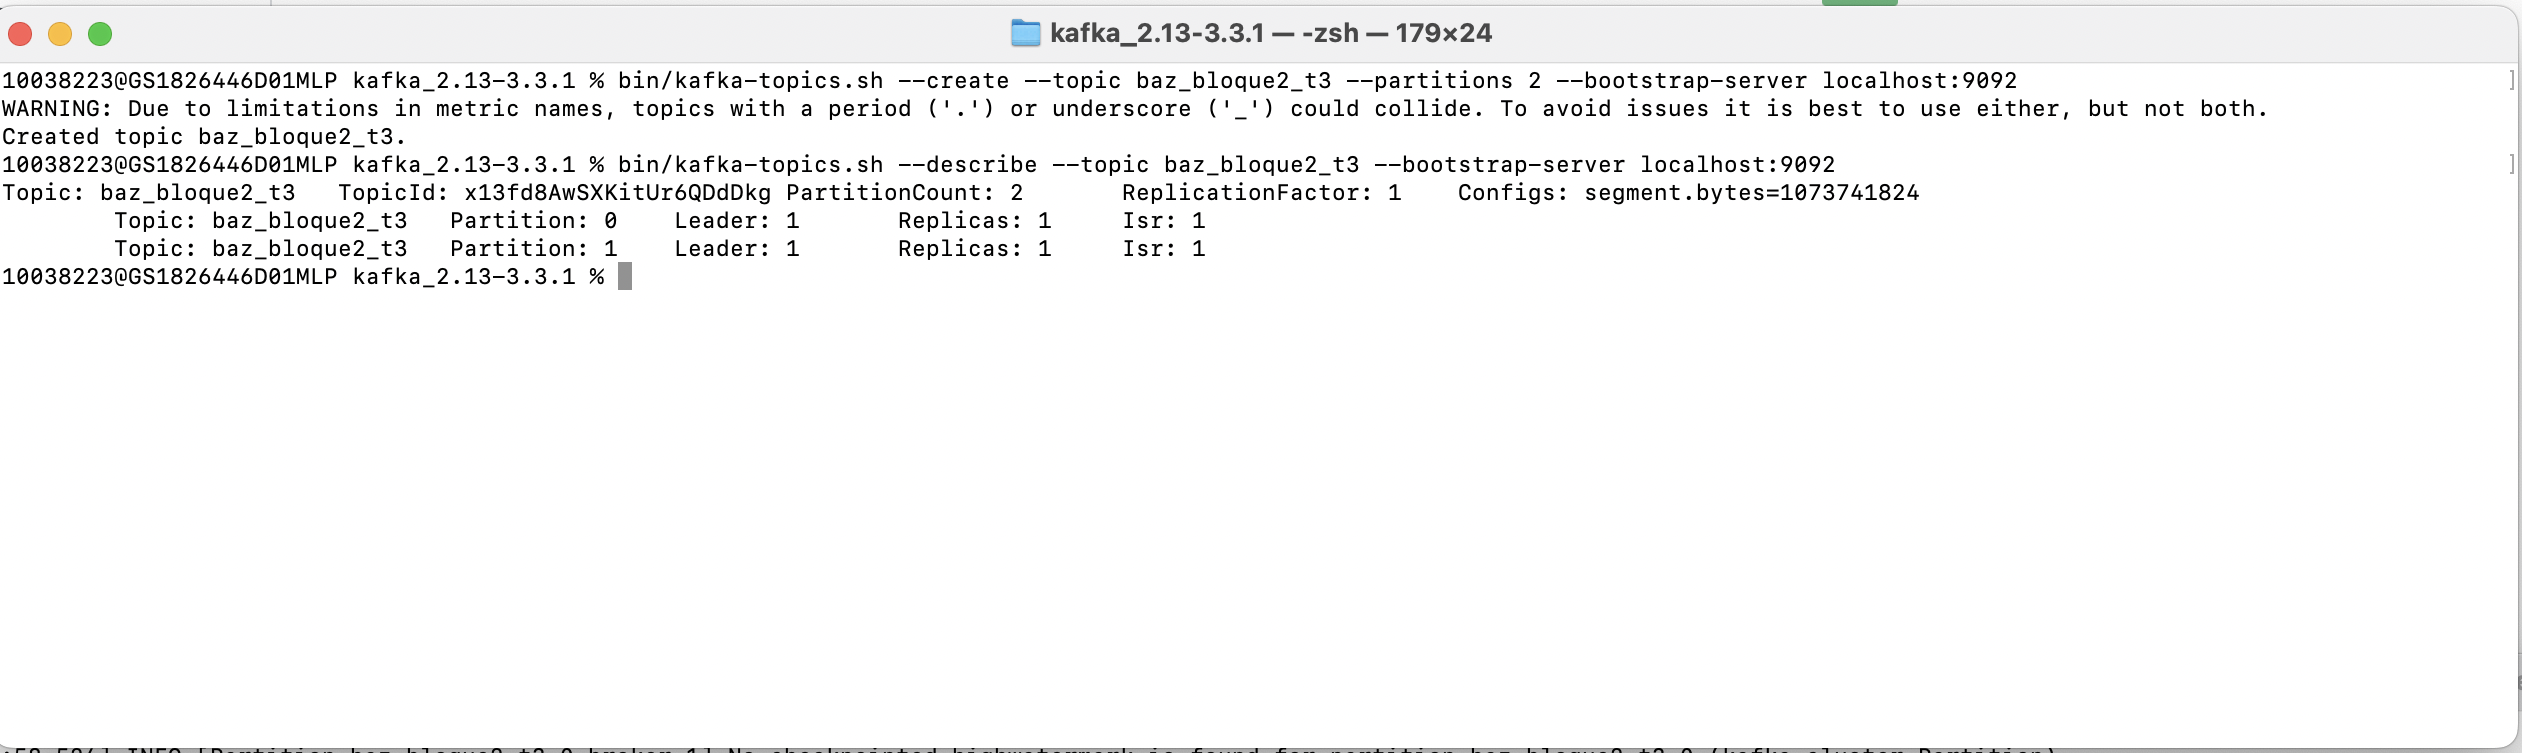 kafka_2.13-3.3.1 — -zsh — 179×24
10038223@GS1826446D01MLP kafka_2.13-3.3.1 % bin/kafka-topics.sh --create --topic baz_bloque2_t3 --partitions 2 --bootstrap-server localhost:9092
WARNING: Due to limitations in metric names, topics with a period ('.') or underscore ('_') could collide. To avoid issues it is best to use either, but not both.
Created topic baz_bloque2_t3.
10038223@GS1826446D01MLP kafka_2.13-3.3.1 % bin/kafka-topics.sh --describe --topic baz_bloque2_t3 --bootstrap-server localhost:9092
Topic: baz_bloque2_t3   TopicId: x13fd8AwSXKitUr6QDdDkg PartitionCount: 2       ReplicationFactor: 1    Configs: segment.bytes=1073741824
        Topic: baz_bloque2_t3   Partition: 0    Leader: 1       Replicas: 1     Isr: 1
        Topic: baz_bloque2_t3   Partition: 1    Leader: 1       Replicas: 1     Isr: 1
10038223@GS1826446D01MLP kafka_2.13-3.3.1 %